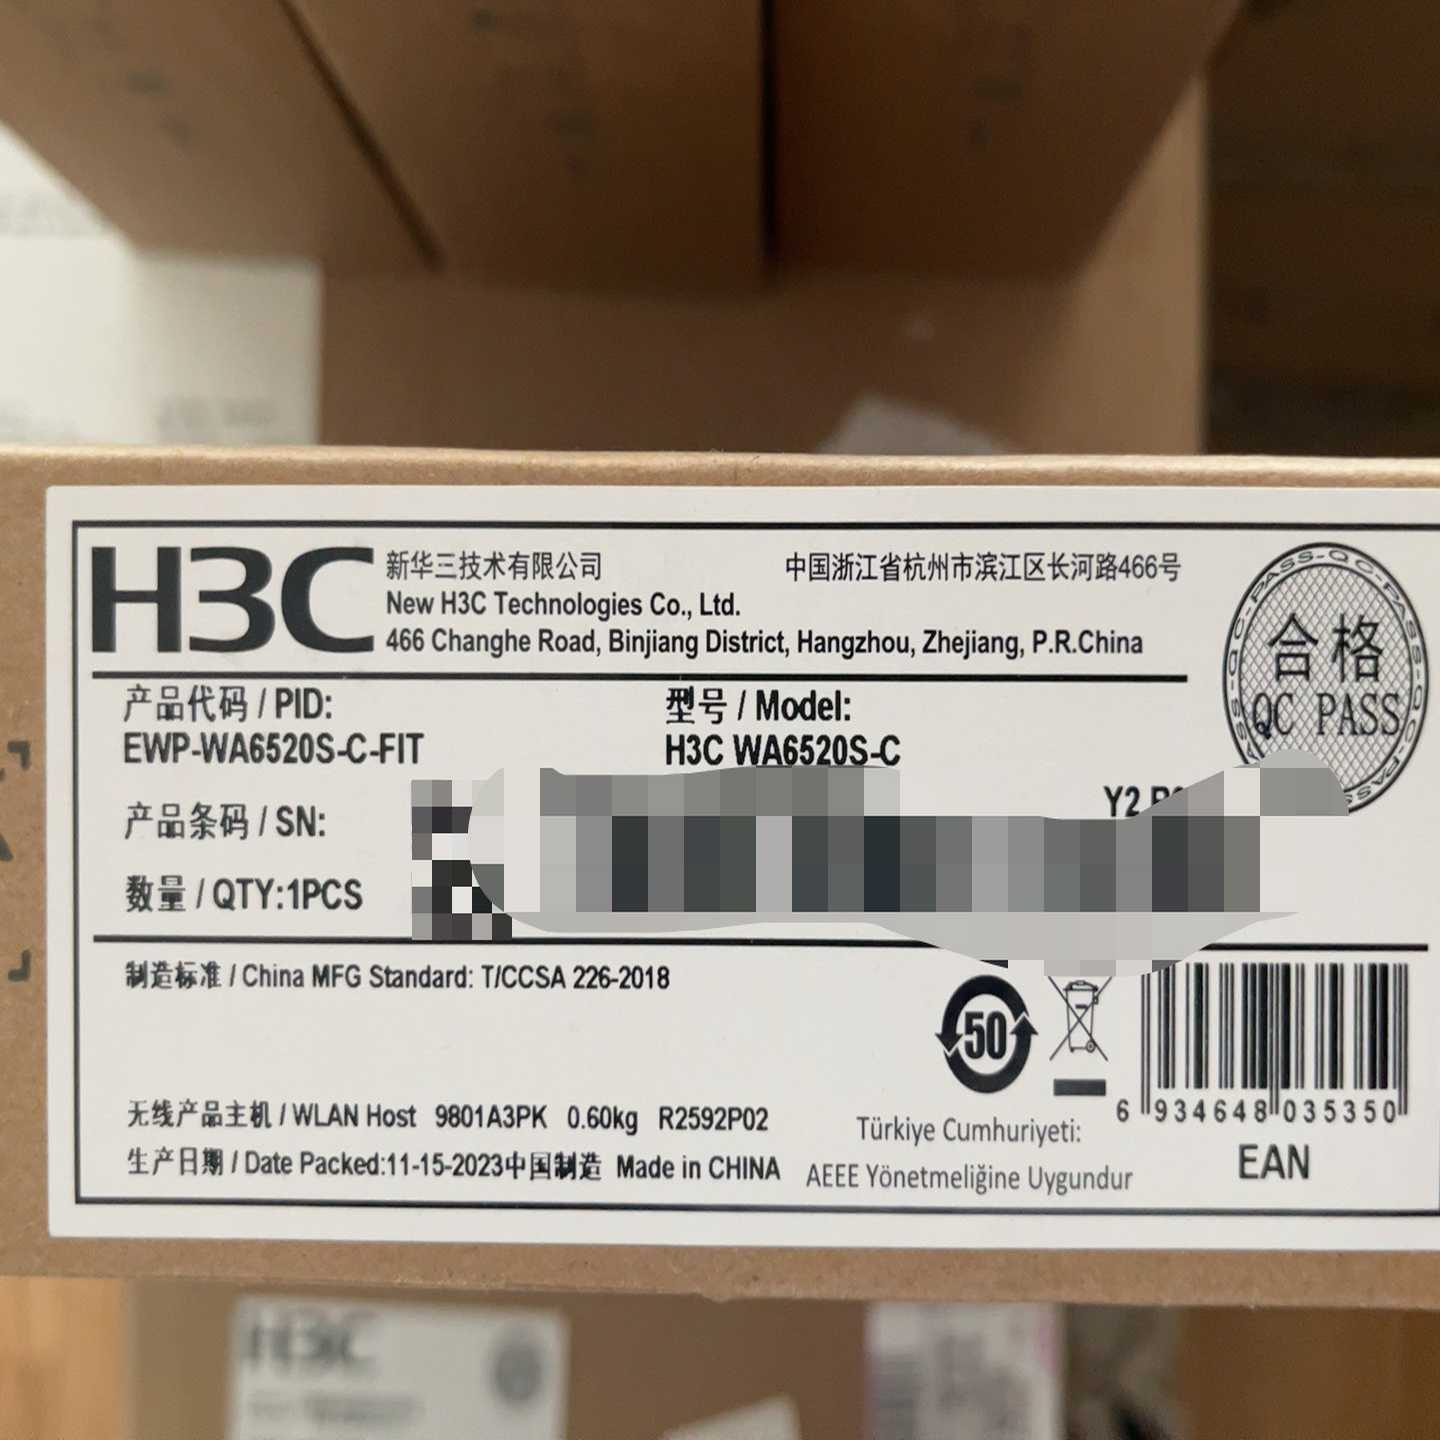 H3C
新华三技术有限公司 中国浙江省杭州市滨江区长河路466号
New H3C Technologies Co., Ltd.
466 Changhe Road, Binjiang District, Hangzhou, Zhejiang, P.R.China
合格
QC PASS
产品代码 / PID: 型号 / Model:
EWP-WA6520S-C-FIT H3C WA6520S-C
Y2
产品条码 / SN:
数量 / QTY:1PCS
制造标准 / China MFG Standard: T/CCSA 226-2018
50
无线产品主机 / WLAN Host 9801A3PK 0.60kg R2592P02
生产日期 / Date Packed:11-15-2023中国制造 Made in CHINA
Türkiye Cumhuriyeti:
AEEE Yönetmeliğine Uygundur
6 934648 035350
EAN
H3C